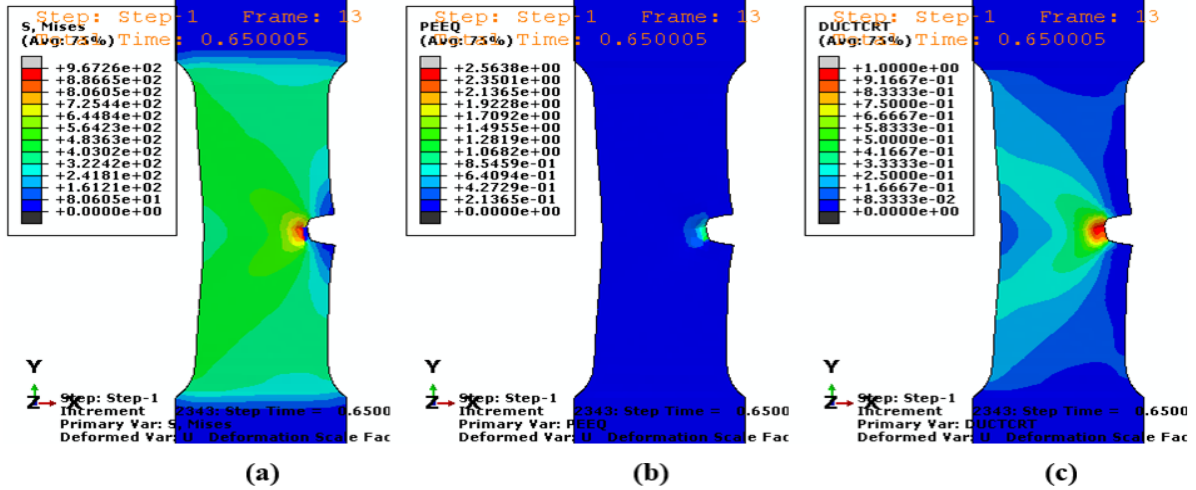 Step: Step-1 Frame: 13
Total Time: 0.650005
S, Mises
(Avg: 75%)
+9.6726e+02
+8.8665e+02
+8.0605e+02
+7.2544e+02
+6.4484e+02
+5.6423e+02
+4.8363e+02
+4.0302e+02
+3.2242e+02
+2.4181e+02
+1.6121e+02
+8.0605e+01
+0.0000e+00
Y
Z X
Step: Step-1
Increment 2343: Step Time = 0.6500
Primary Var: S, Mises
Deformed Var: U Deformation Scale Fac
(a)
Step: Step-1 Frame: 13
Total Time: 0.650005
PEEQ
(Avg: 75%)
+2.5638e+00
+2.3501e+00
+2.1365e+00
+1.9228e+00
+1.7092e+00
+1.4955e+00
+1.2819e+00
+1.0682e+00
+8.5459e-01
+6.4094e-01
+4.2729e-01
+2.1365e-01
+0.0000e+00
Y
Z X
Step: Step-1
Increment 2343: Step Time = 0.6500
Primary Var: PEEQ
Deformed Var: U Deformation Scale Fac
(b)
Step: Step-1 Frame: 13
Total Time: 0.650005
DUCTCRT
(Avg: 75%)
+1.0000e+00
+9.1667e-01
+8.3333e-01
+7.5000e-01
+6.6667e-01
+5.8333e-01
+5.0000e-01
+4.1667e-01
+3.3333e-01
+2.5000e-01
+1.6667e-01
+8.3333e-02
+0.0000e+00
Y
Z X
Step: Step-1
Increment 2343: Step Time = 0.6500
Primary Var: DUCTCRT
Deformed Var: U Deformation Scale Fac
(c)